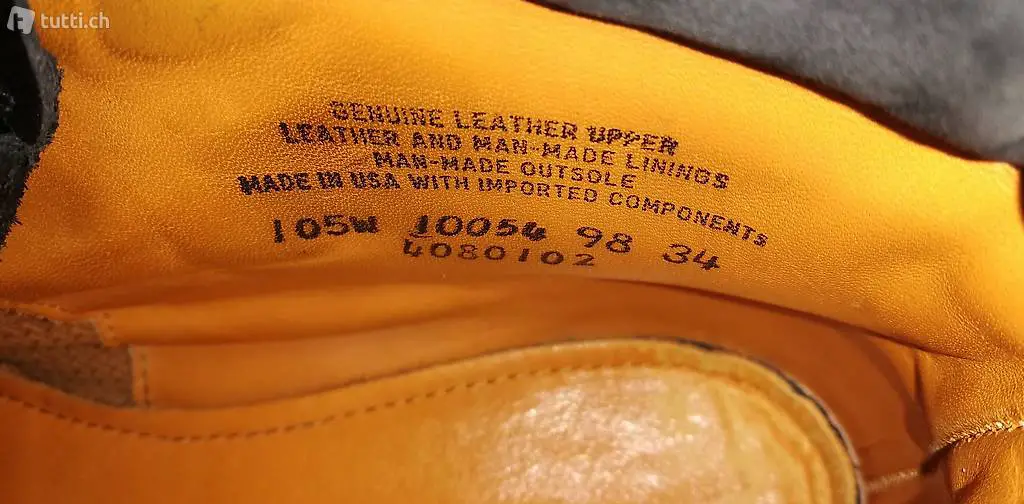 tutti.ch
GENUINE LEATHER UPPER
LEATHER AND MAN-MADE LININGS
MAN-MADE OUTSOLE
MADE IN USA WITH IMPORTED COMPONENTS
105W 10054 98 34
4080102